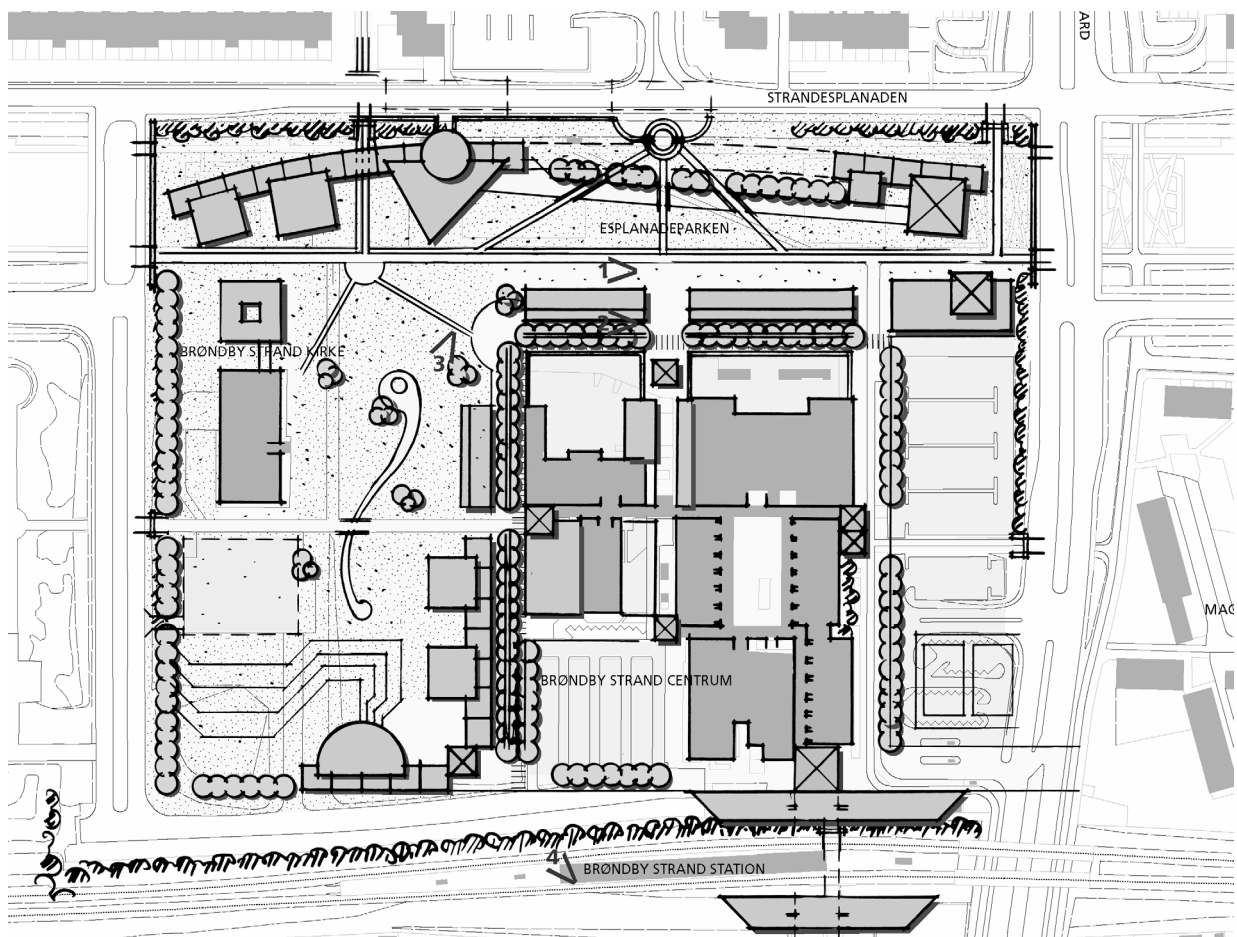 ARD
STRANDESPLANADEN
ESPLANADEPARKEN
1
2
BRØNDBY STRAND KIRKE
3
MAG
BRØNDBY STRAND CENTRUM
4
BRØNDBY STRAND STATION